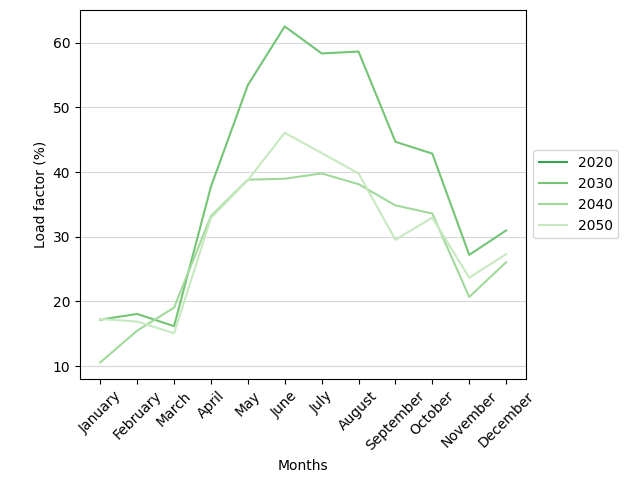 60
50
40
30
20
10
Load factor (%)
January
February
March
April
May
June
July
August
September
October
November
December
Months
2020
2030
2040
2050